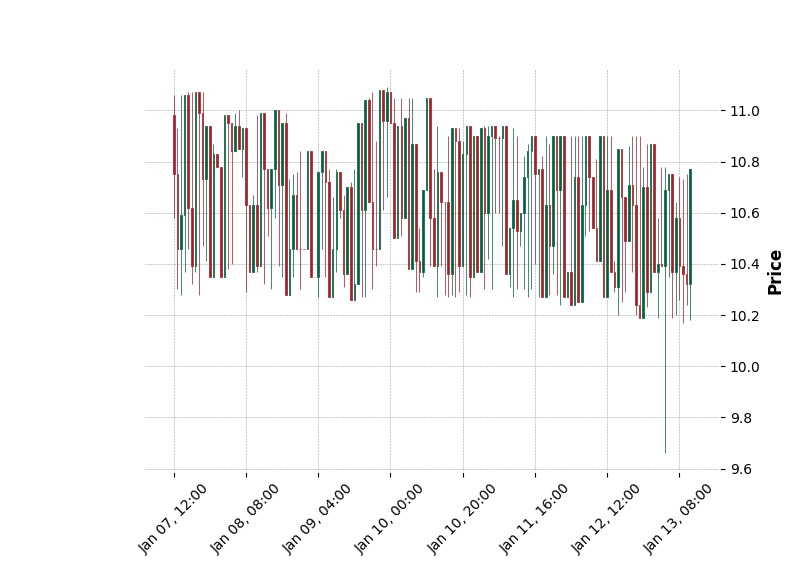 11.0
10.8
10.6
10.4
10.2
10.0
9.8
9.6
Price
Jan 07, 12:00
Jan 08, 08:00
Jan 09, 04:00
Jan 10, 00:00
Jan 10, 20:00
Jan 11, 16:00
Jan 12, 12:00
Jan 13, 08:00